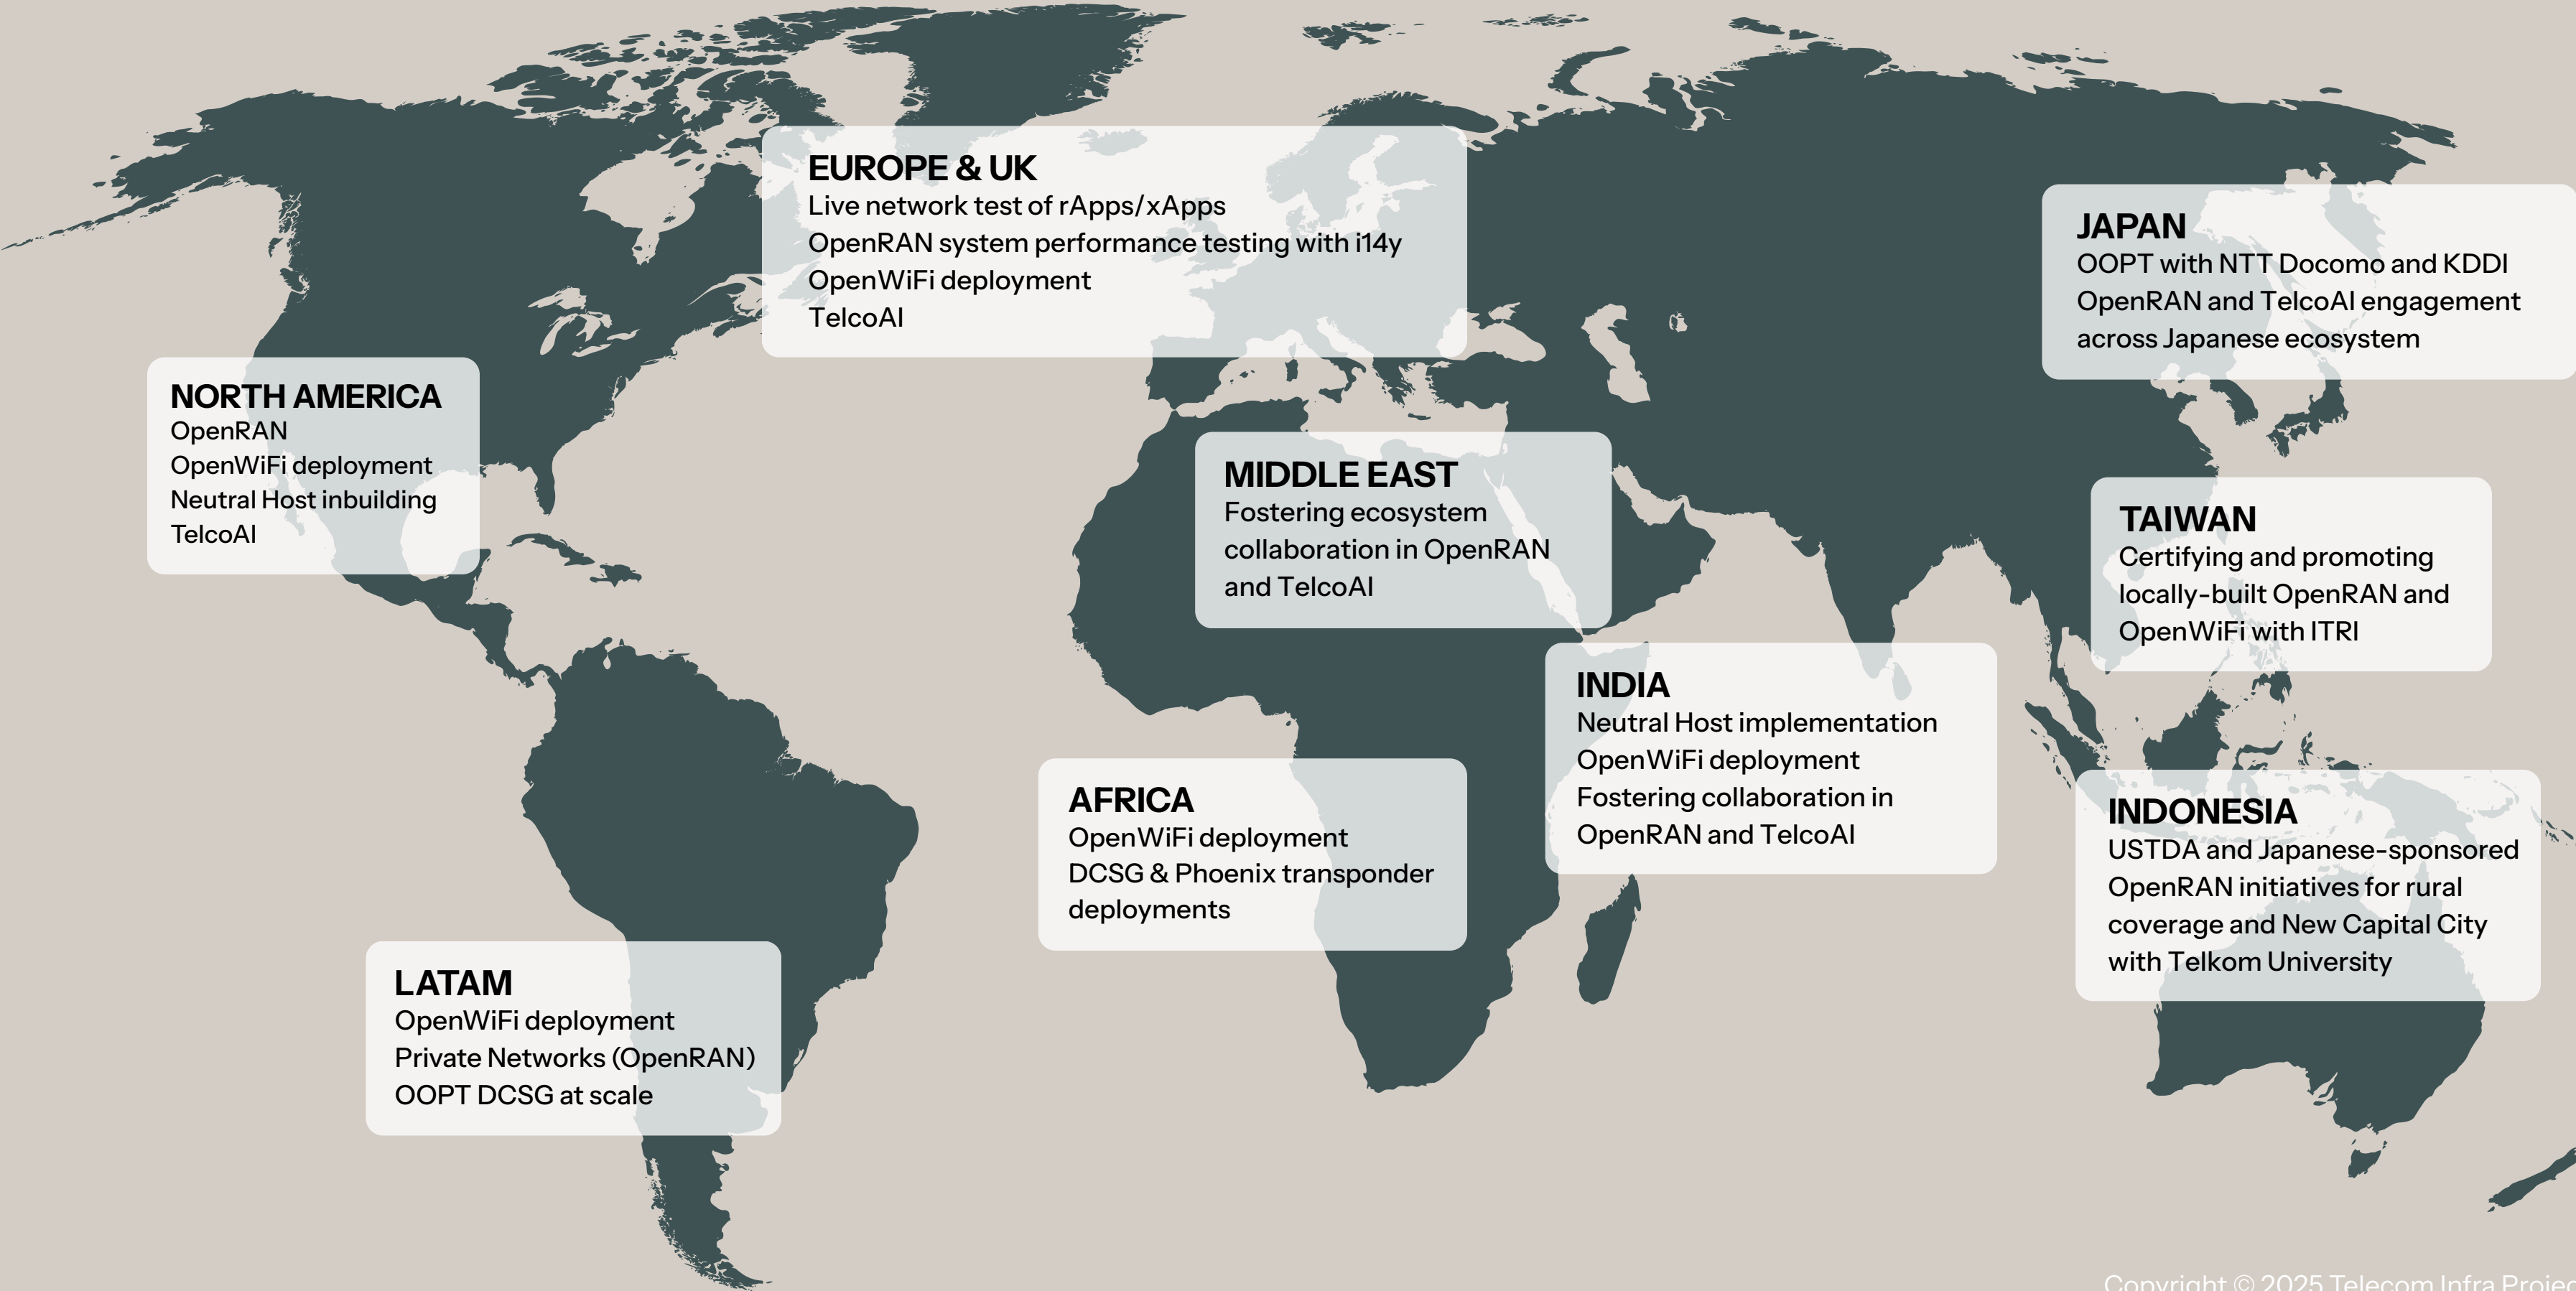 EUROPE & UK
Live network test of rApps/xApps
OpenRAN system performance testing with i14y
OpenWiFi deployment
TelcoAI
JAPAN
OOPT with NTT Docomo and KDDI
OpenRAN and TelcoAI engagement
across Japanese ecosystem
NORTH AMERICA
OpenRAN
OpenWiFi deployment
Neutral Host inbuilding
TelcoAI
MIDDLE EAST
Fostering ecosystem
collaboration in OpenRAN
and TelcoAI
TAIWAN
Certifying and promoting
locally-built OpenRAN and
OpenWiFi with ITRI
INDIA
Neutral Host implementation
OpenWiFi deployment
Fostering collaboration in
OpenRAN and TelcoAI
AFRICA
OpenWiFi deployment
DCSG & Phoenix transponder
deployments
INDONESIA
USTDA and Japanese-sponsored
OpenRAN initiatives for rural
coverage and New Capital City
with Telkom University
LATAM
OpenWiFi deployment
Private Networks (OpenRAN)
OOPT DCSG at scale
Copyright © 2025 Telecom Infra Projec